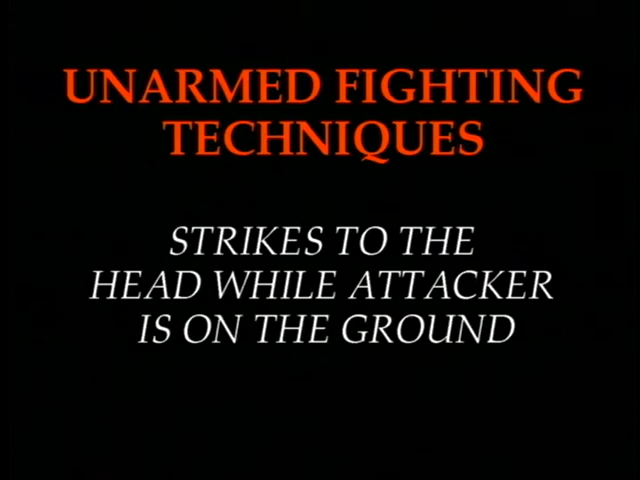 UNARMED FIGHTING
TECHNIQUES
STRIKES TO THE
HEAD WHILE ATTACKER
IS ON THE GROUND